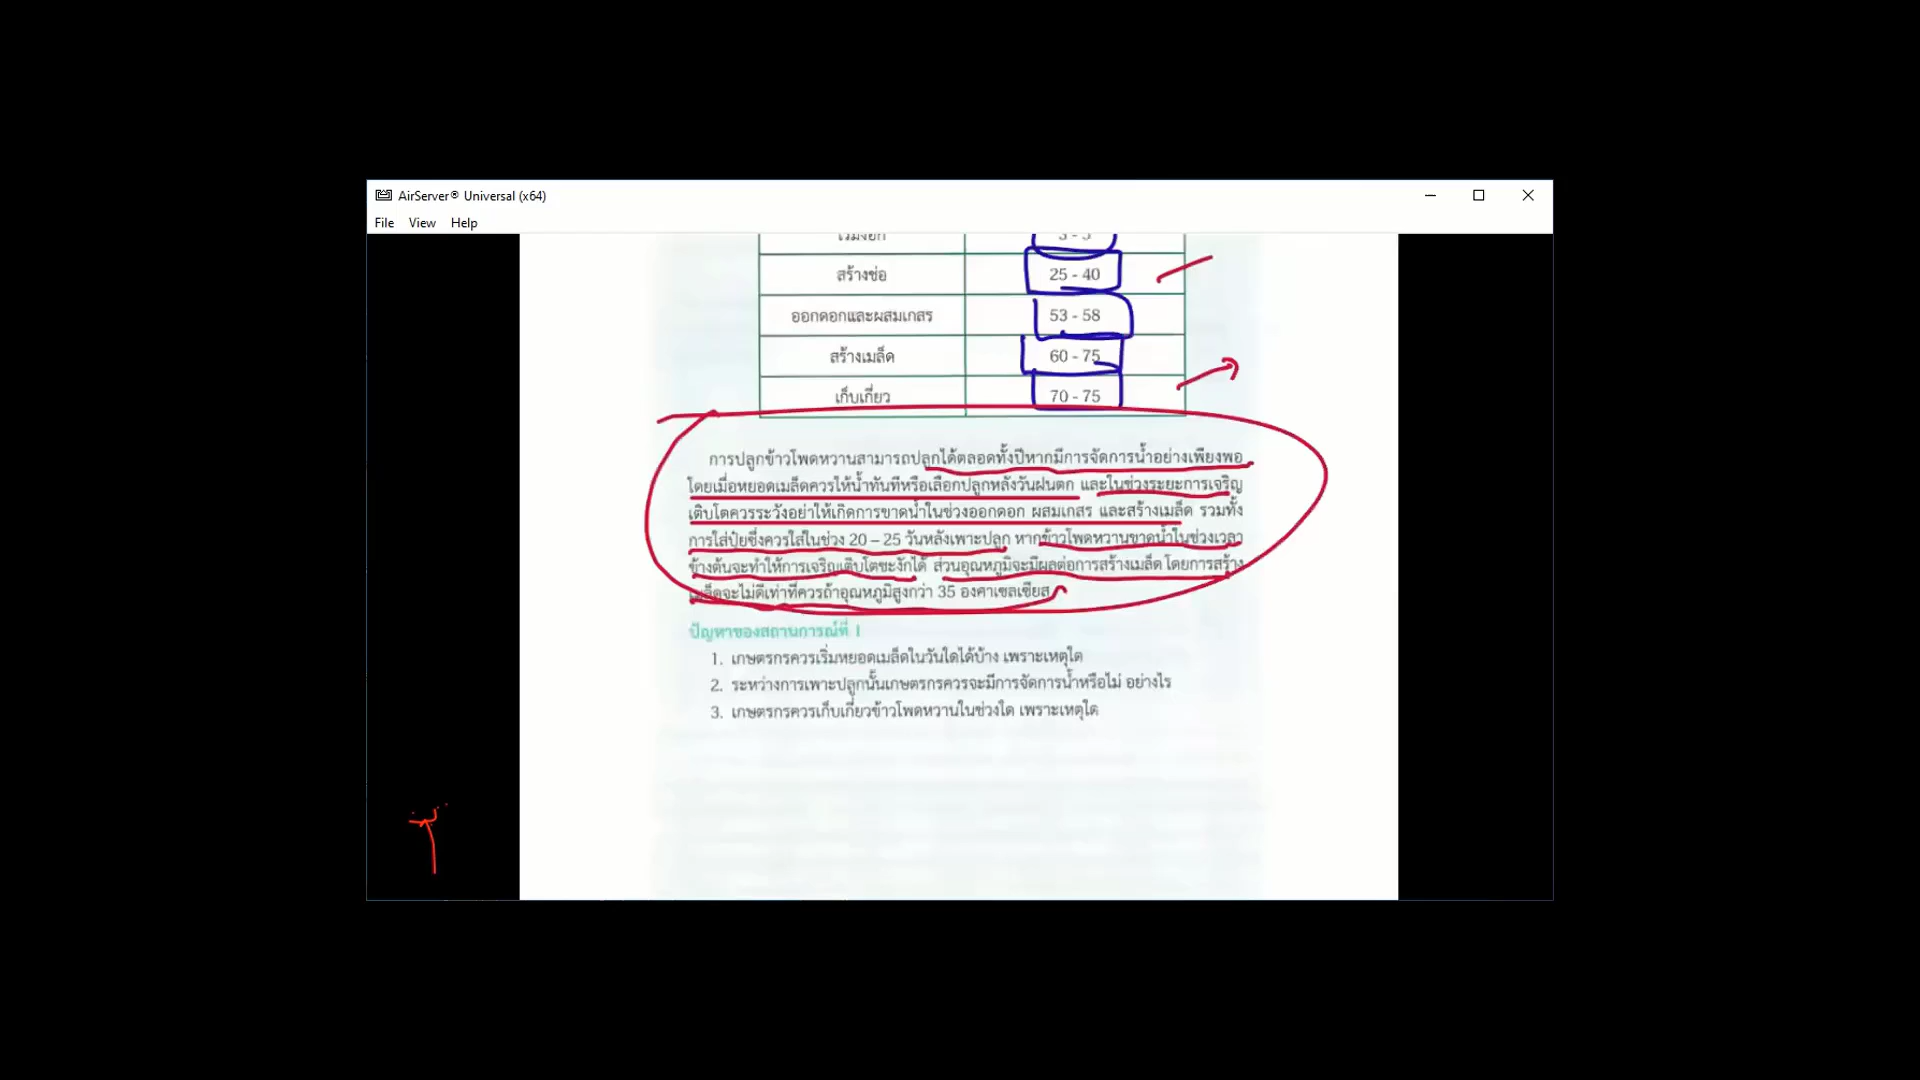 AirServer® Universal (x64)
File View Help
เริ่มงอก 3 - 5
สร้างช่อ 25 - 40
ออกดอกและผสมเกสร 53 - 58
สร้างเมล็ด 60 - 75
เก็บเกี่ยว 70 - 75
การปลูกข้าวโพดหวานสามารถปลูกได้ตลอดทั้งปีหากมีการจัดการน้ำอย่างเพียงพอ
โดยเมื่อหยอดเมล็ดควรให้น้ำทันทีหรือเลือกปลูกหลังวันฝนตก และในช่วงระยะการเจริญ
เติบโตควรระวังอย่าให้เกิดการขาดน้ำในช่วงออกดอก ผสมเกสร และสร้างเมล็ด รวมทั้ง
การใส่ปุ๋ยซึ่งควรใส่ในช่วง 20 – 25 วันหลังเพาะปลูก หากข้าวโพดหวานขาดน้ำในช่วงเวลา
ข้างต้นจะทำให้การเจริญเติบโตชะงักได้ ส่วนอุณหภูมิจะมีผลต่อการสร้างเมล็ด โดยการสร้าง
เมล็ดจะไม่ดีเท่าที่ควรถ้าอุณหภูมิสูงกว่า 35 องศาเซลเซียส
ปัญหาของสถานการณ์ที่ 1
1. เกษตรกรควรเริ่มหยอดเมล็ดในวันใดได้บ้าง เพราะเหตุใด
2. ระหว่างการเพาะปลูกนั้นเกษตรกรควรจะมีการจัดการน้ำหรือไม่ อย่างไร
3. เกษตรกรควรเก็บเกี่ยวข้าวโพดหวานในช่วงใด เพราะเหตุใด